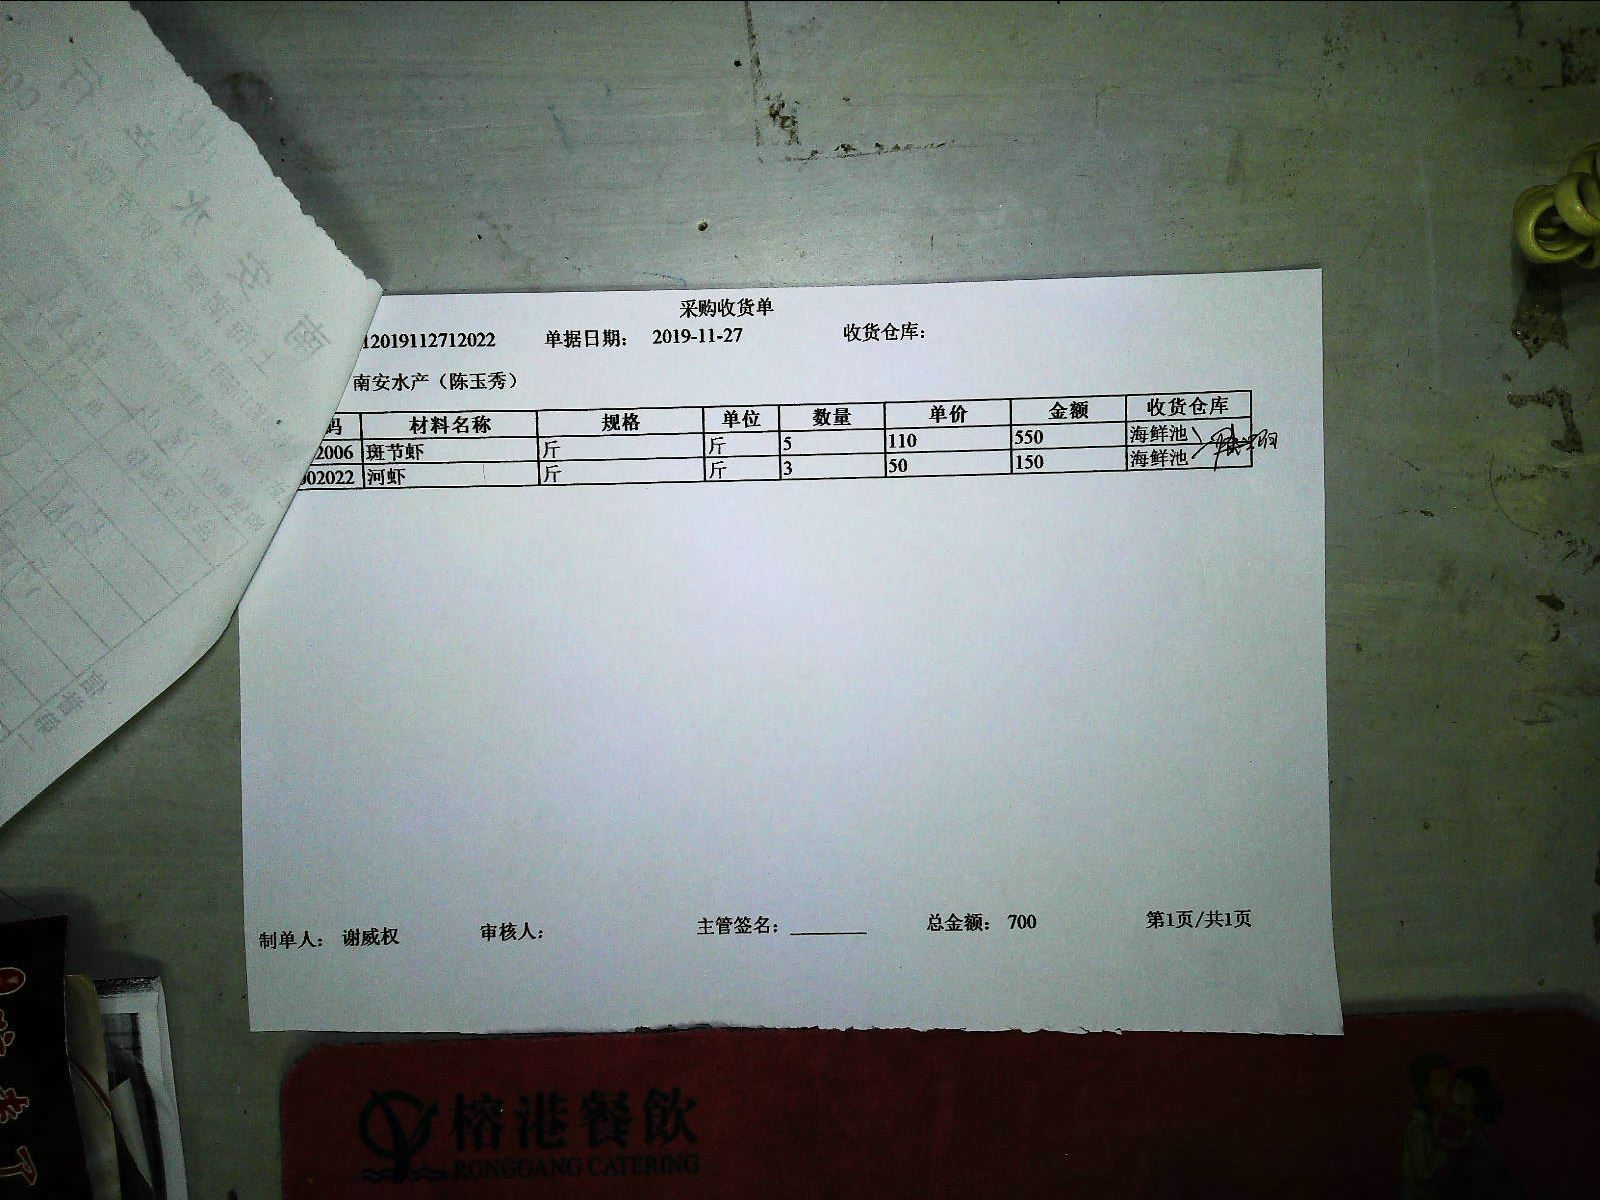 采购收货单
12019112712022 单据日期： 2019-11-27 收货仓库：
南安水产（陈玉秀）
码 材料名称 规格 单位 数量 单价 金额 收货仓库
2006 斑节虾 斤 斤 5 110 550 海鲜池
002022 河虾 斤 斤 3 50 150 海鲜池
制单人： 谢威权 审核人： 主管签名：________ 总金额： 700 第1页/共1页
榕港餐飲
RONGGANG CATERING